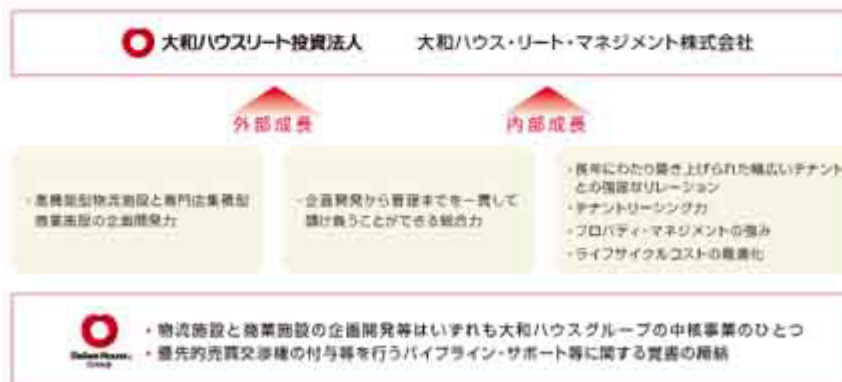 大和ハウスリート投資法人　大和ハウス・リート・マネジメント株式会社
外部成長
内部成長
・高機能型物流施設と専門店集積型
商業施設の企画開発力
・企画開発から管理までを一貫して
請け負うことができる総合力
・長年にわたり築き上げられた幅広いテナント
との強固なリレーション
・テナントリーシング力
・プロパティ・マネジメントの強み
・ライフサイクルコストの最適化
Daiwa House
Group
・物流施設と商業施設の企画開発等はいずれも大和ハウスグループの中核事業のひとつ
・優先的売買交渉権の付与等を行うパイプライン・サポート等に関する覚書の締結